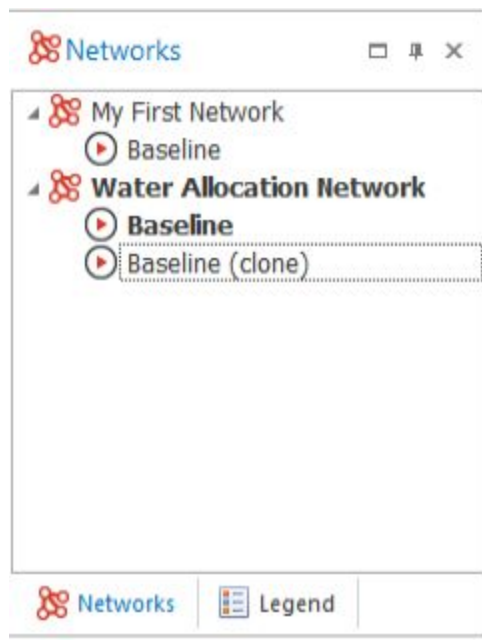 Networks
My First Network
Baseline
Water Allocation Network
Baseline
Baseline (clone)
Networks
Legend